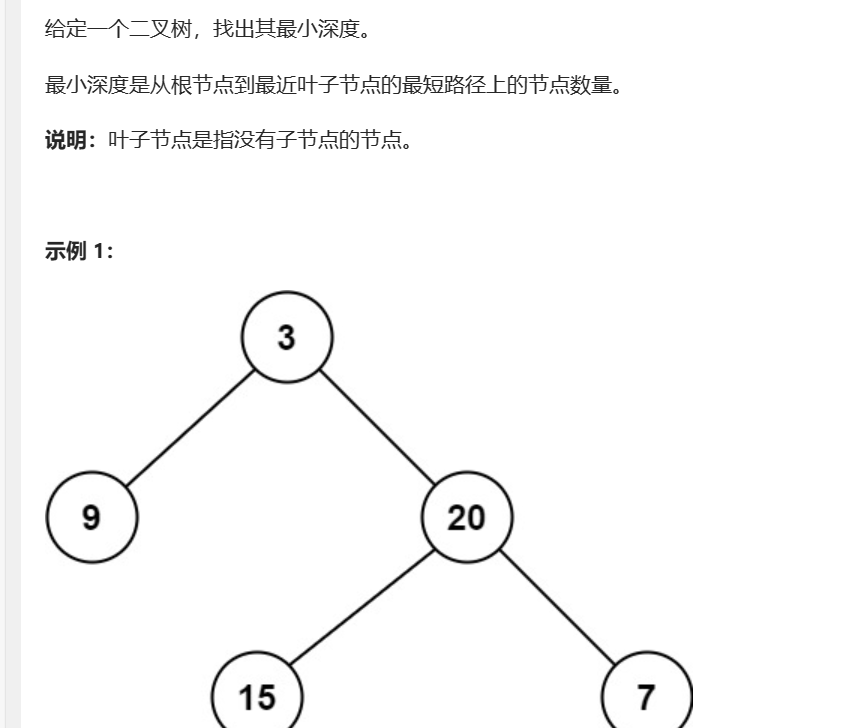 给定一个二叉树，找出其最小深度。
最小深度是从根节点到最近叶子节点的最短路径上的节点数量。
说明：叶子节点是指没有子节点的节点。
示例 1：
3
9
20
15
7